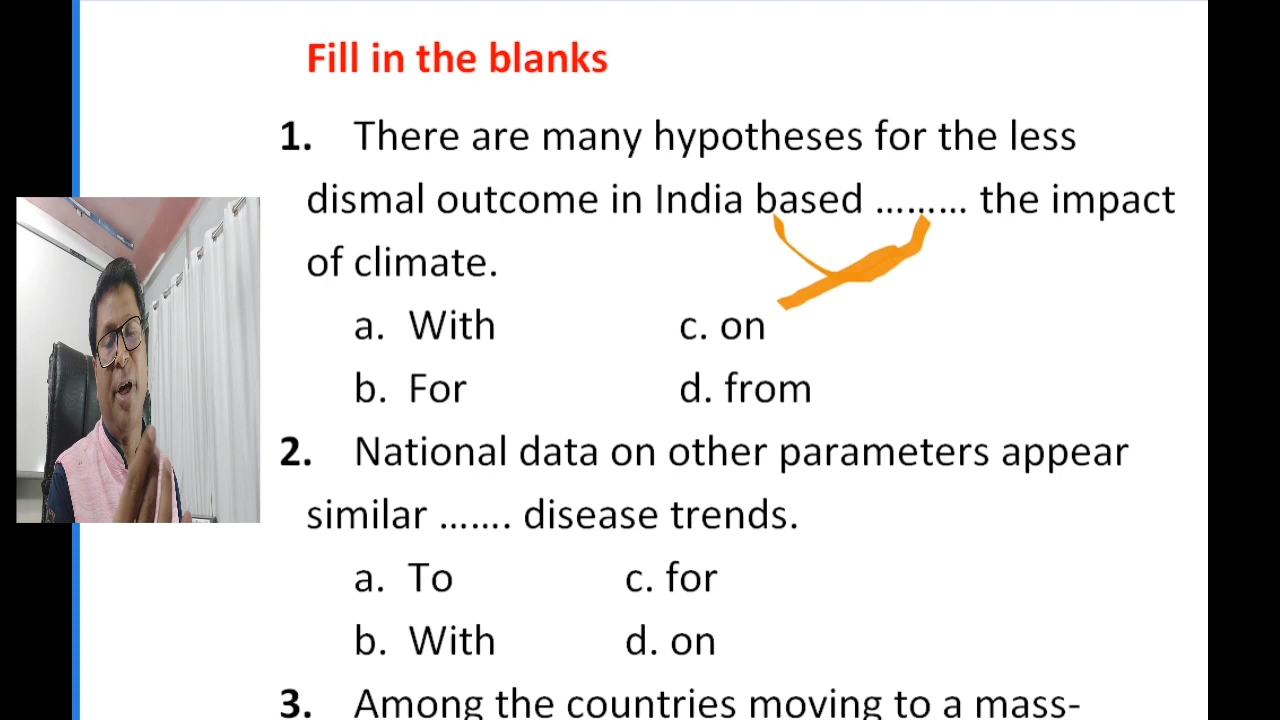 Fill in the blanks
1. There are many hypotheses for the less
dismal outcome in India based ……… the impact
of climate.
a. With c. on
b. For d. from
2. National data on other parameters appear
similar ……. disease trends.
a. To c. for
b. With d. on
3. Among the countries moving to a mass-